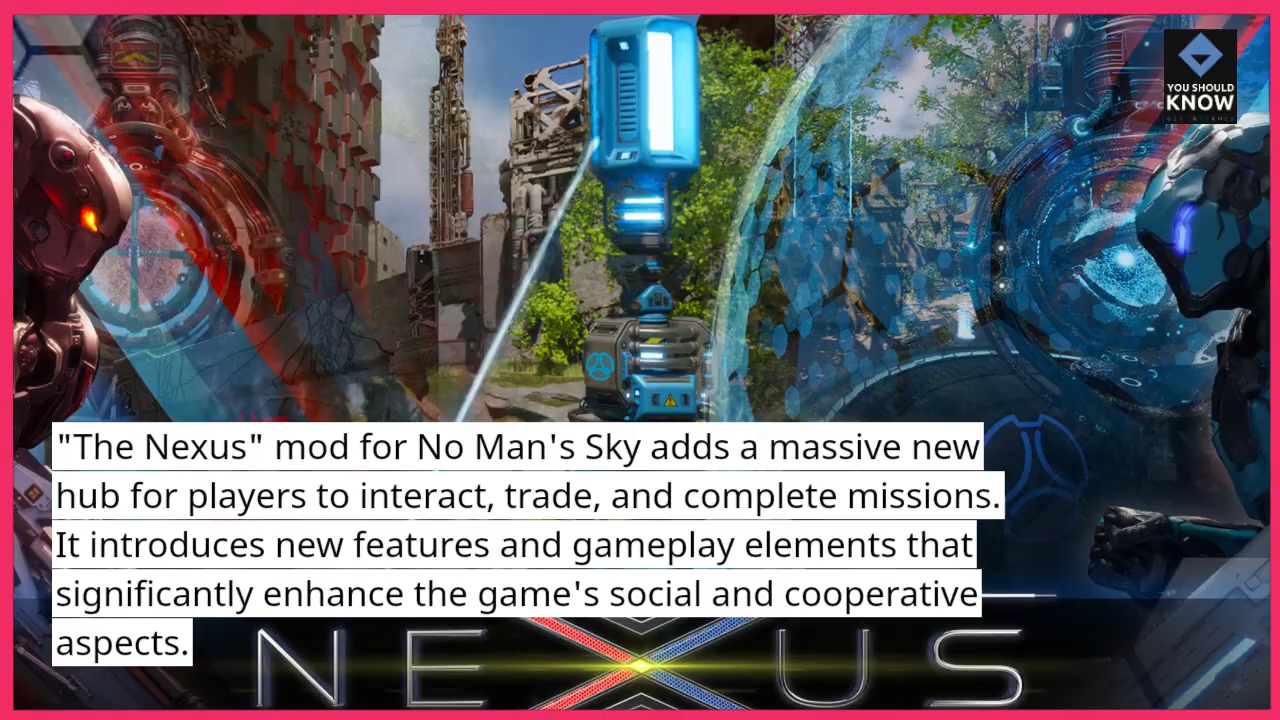 YOU SHOULD
KNOW
"The Nexus" mod for No Man's Sky adds a massive new
hub for players to interact, trade, and complete missions.
It introduces new features and gameplay elements that
significantly enhance the game's social and cooperative
aspects.
NEXUS